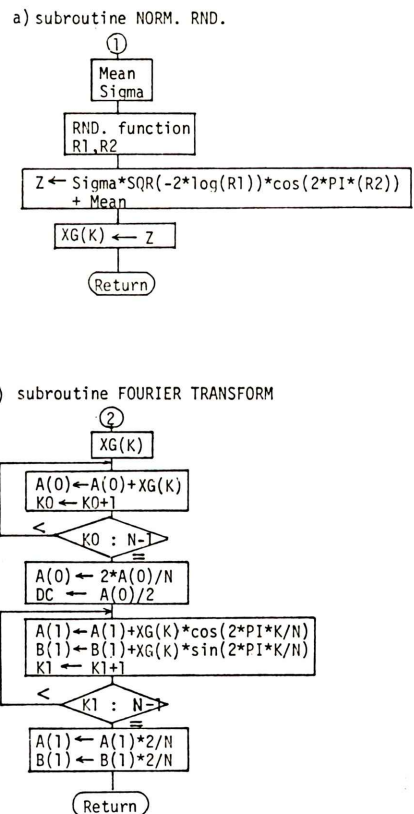 a) subroutine NORM. RND.
1
Mean
Sigma
RND. function
R1,R2
Z ← Sigma*SQR(-2*log(R1))*cos(2*PI*(R2))
+ Mean
XG(K) ← Z
Return
) subroutine FOURIER TRANSFORM
2
XG(K)
A(0)←A(0)+XG(K)
K0 ← K0+1
<
K0 : N-1
=
A(0) ← 2*A(0)/N
DC ← A(0)/2
A(1)←A(1)+XG(K)*cos(2*PI*K/N)
B(1)←B(1)+XG(K)*sin(2*PI*K/N)
K1 ← K1+1
<
K1 : N-1
=
A(1)← A(1)*2/N
B(1)← B(1)*2/N
Return